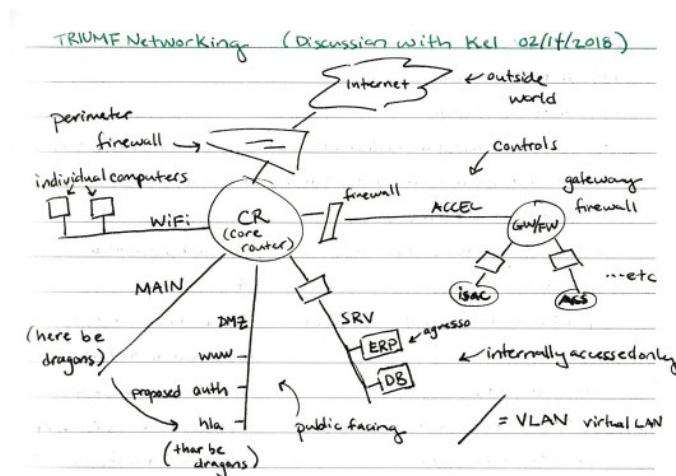 TRIUMF Networking (Discussion with Kel 02/1f/2018)
Internet
outside
world
perimeter
firewall
controls
individual computers
firewall
gateway
firewall
WiFi
CR
(core
router)
ACCEL
GW/FW
MAIN
isac
...etc
DMZ
SRV
agresso
(here be
dragons)
www
ERP
internally accessed only
proposed auth
DB
hla
public facing
= VLAN virtual LAN
(thar be
dragons)